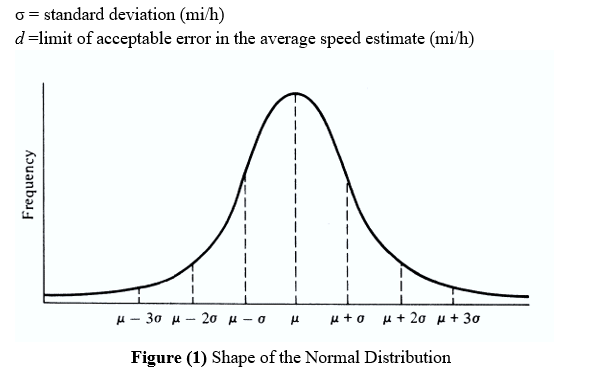 σ = standard deviation (mi/h)
d =limit of acceptable error in the average speed estimate (mi/h)
Frequency
μ – 3σ μ – 2σ μ – σ μ μ + σ μ + 2σ μ + 3σ
Figure (1) Shape of the Normal Distribution